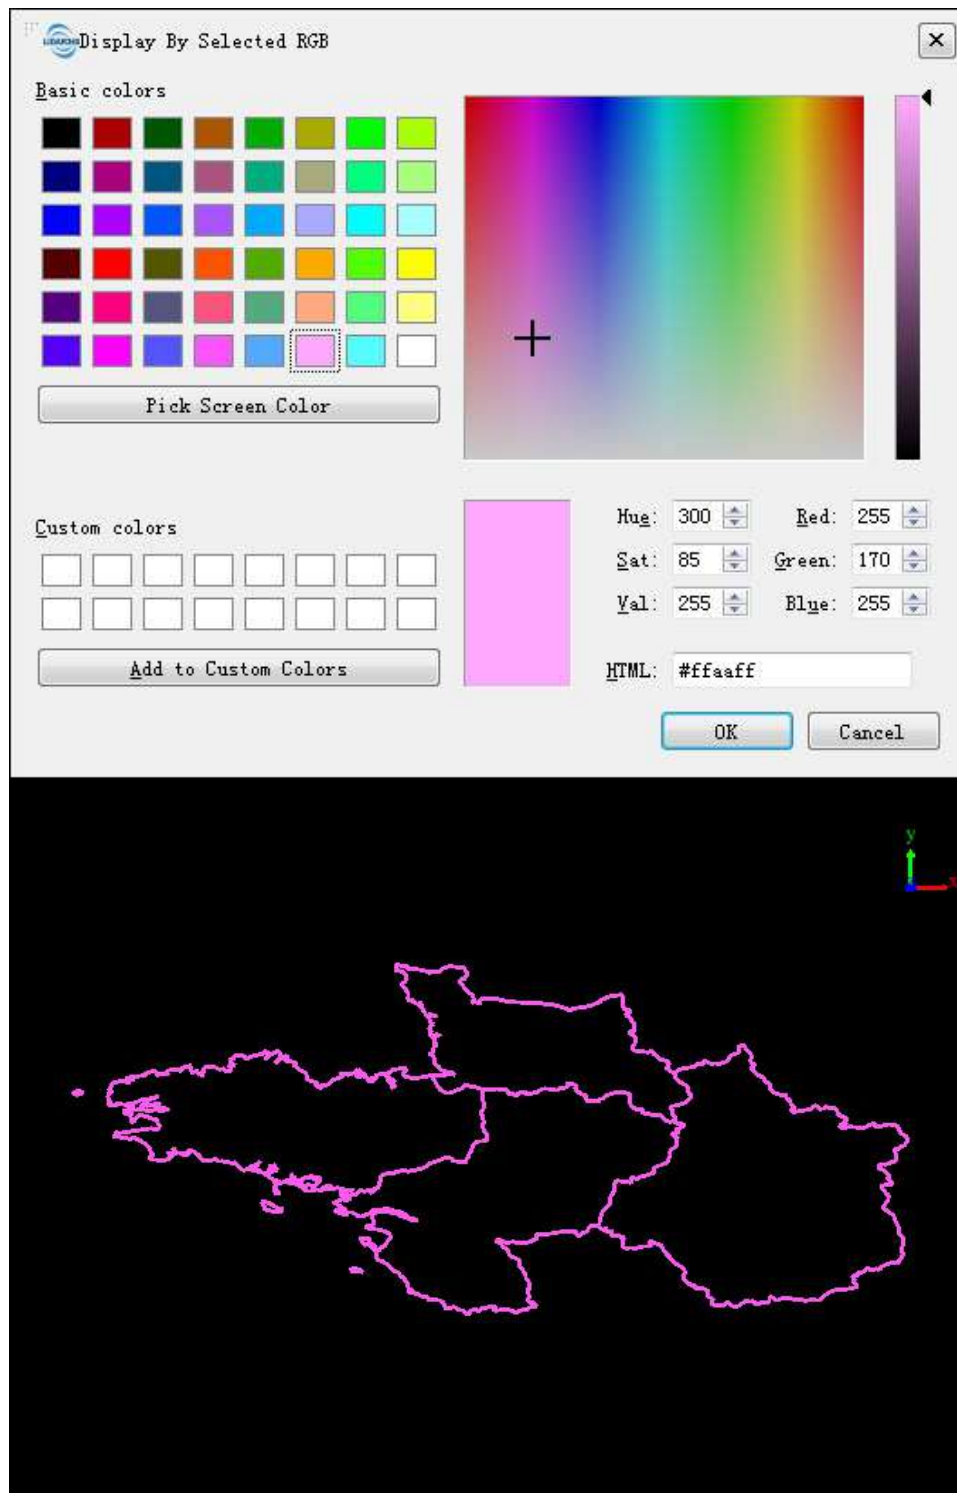 Display By Selected RGB
Basic colors
Pick Screen Color
Custom colors
Add to Custom Colors
Hue: 300
Red: 255
Sat: 85
Green: 170
Val: 255
Blue: 255
HTML: #ffaaff
OK
Cancel
y
x